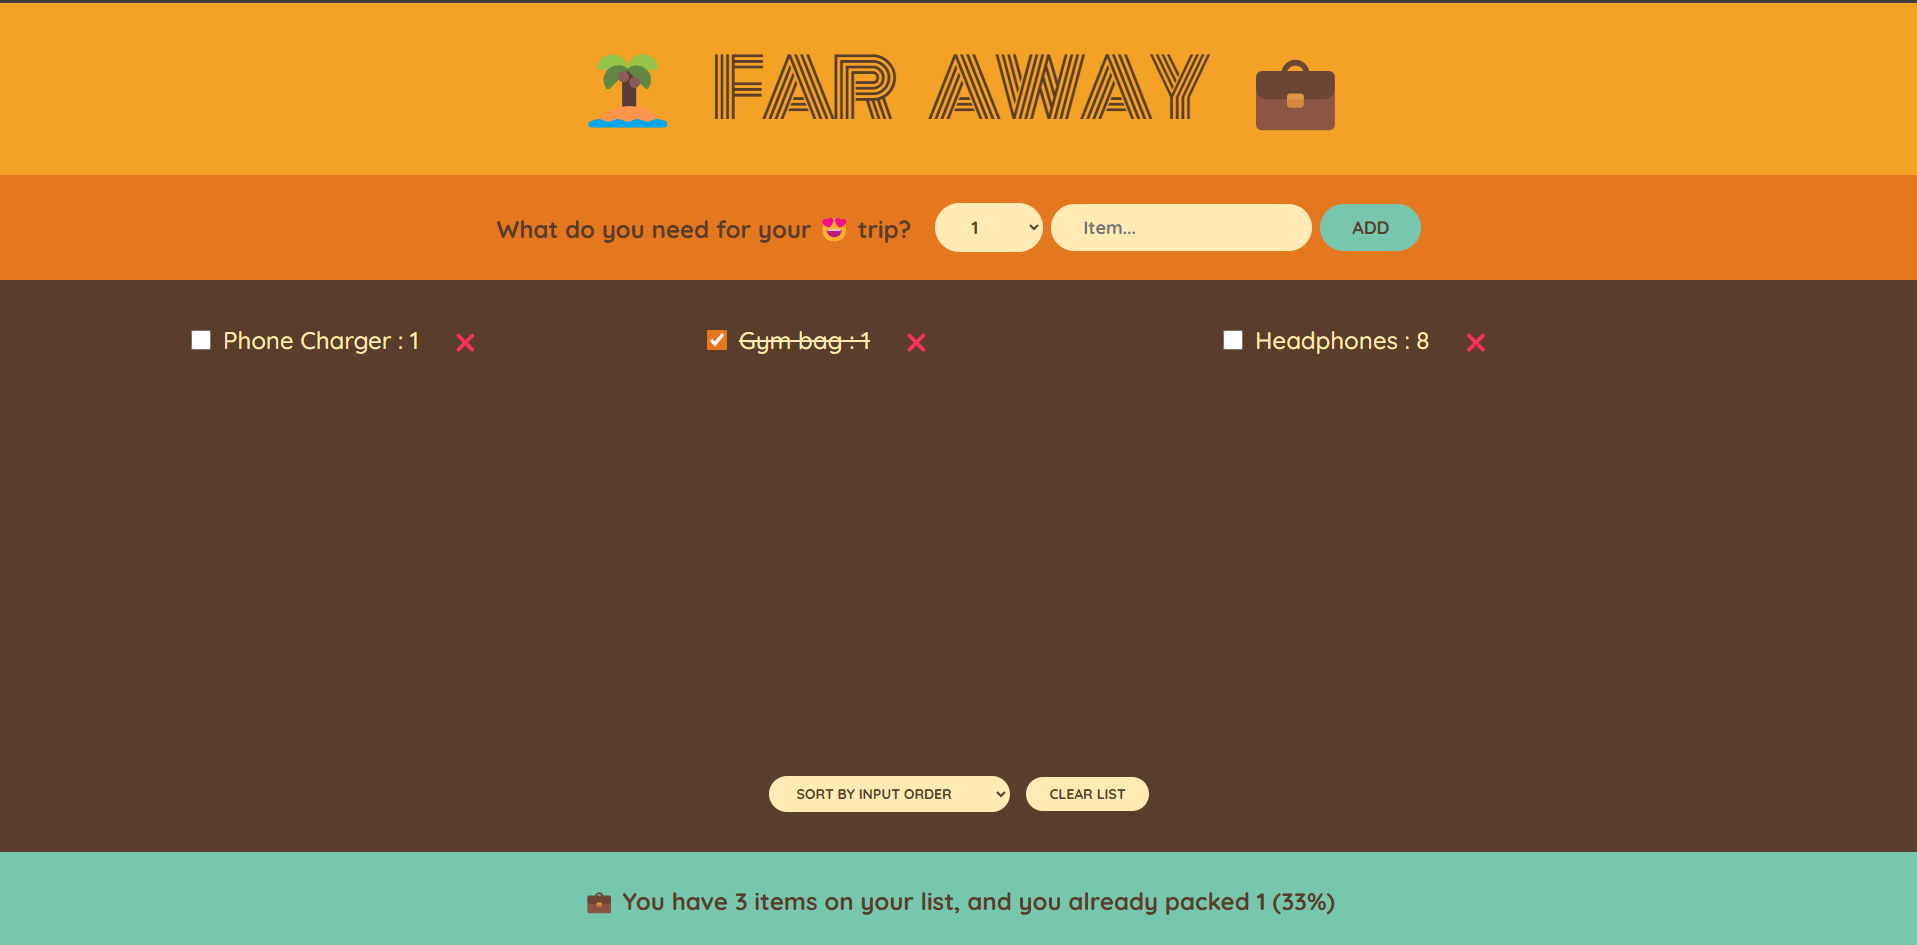 🌴 FAR AWAY 💼
What do you need for your 😍 trip? 1 Item... ADD
Phone Charger : 1 ❌ Gym bag : 1 ❌ Headphones : 8 ❌
SORT BY INPUT ORDER CLEAR LIST
💼 You have 3 items on your list, and you already packed 1 (33%)